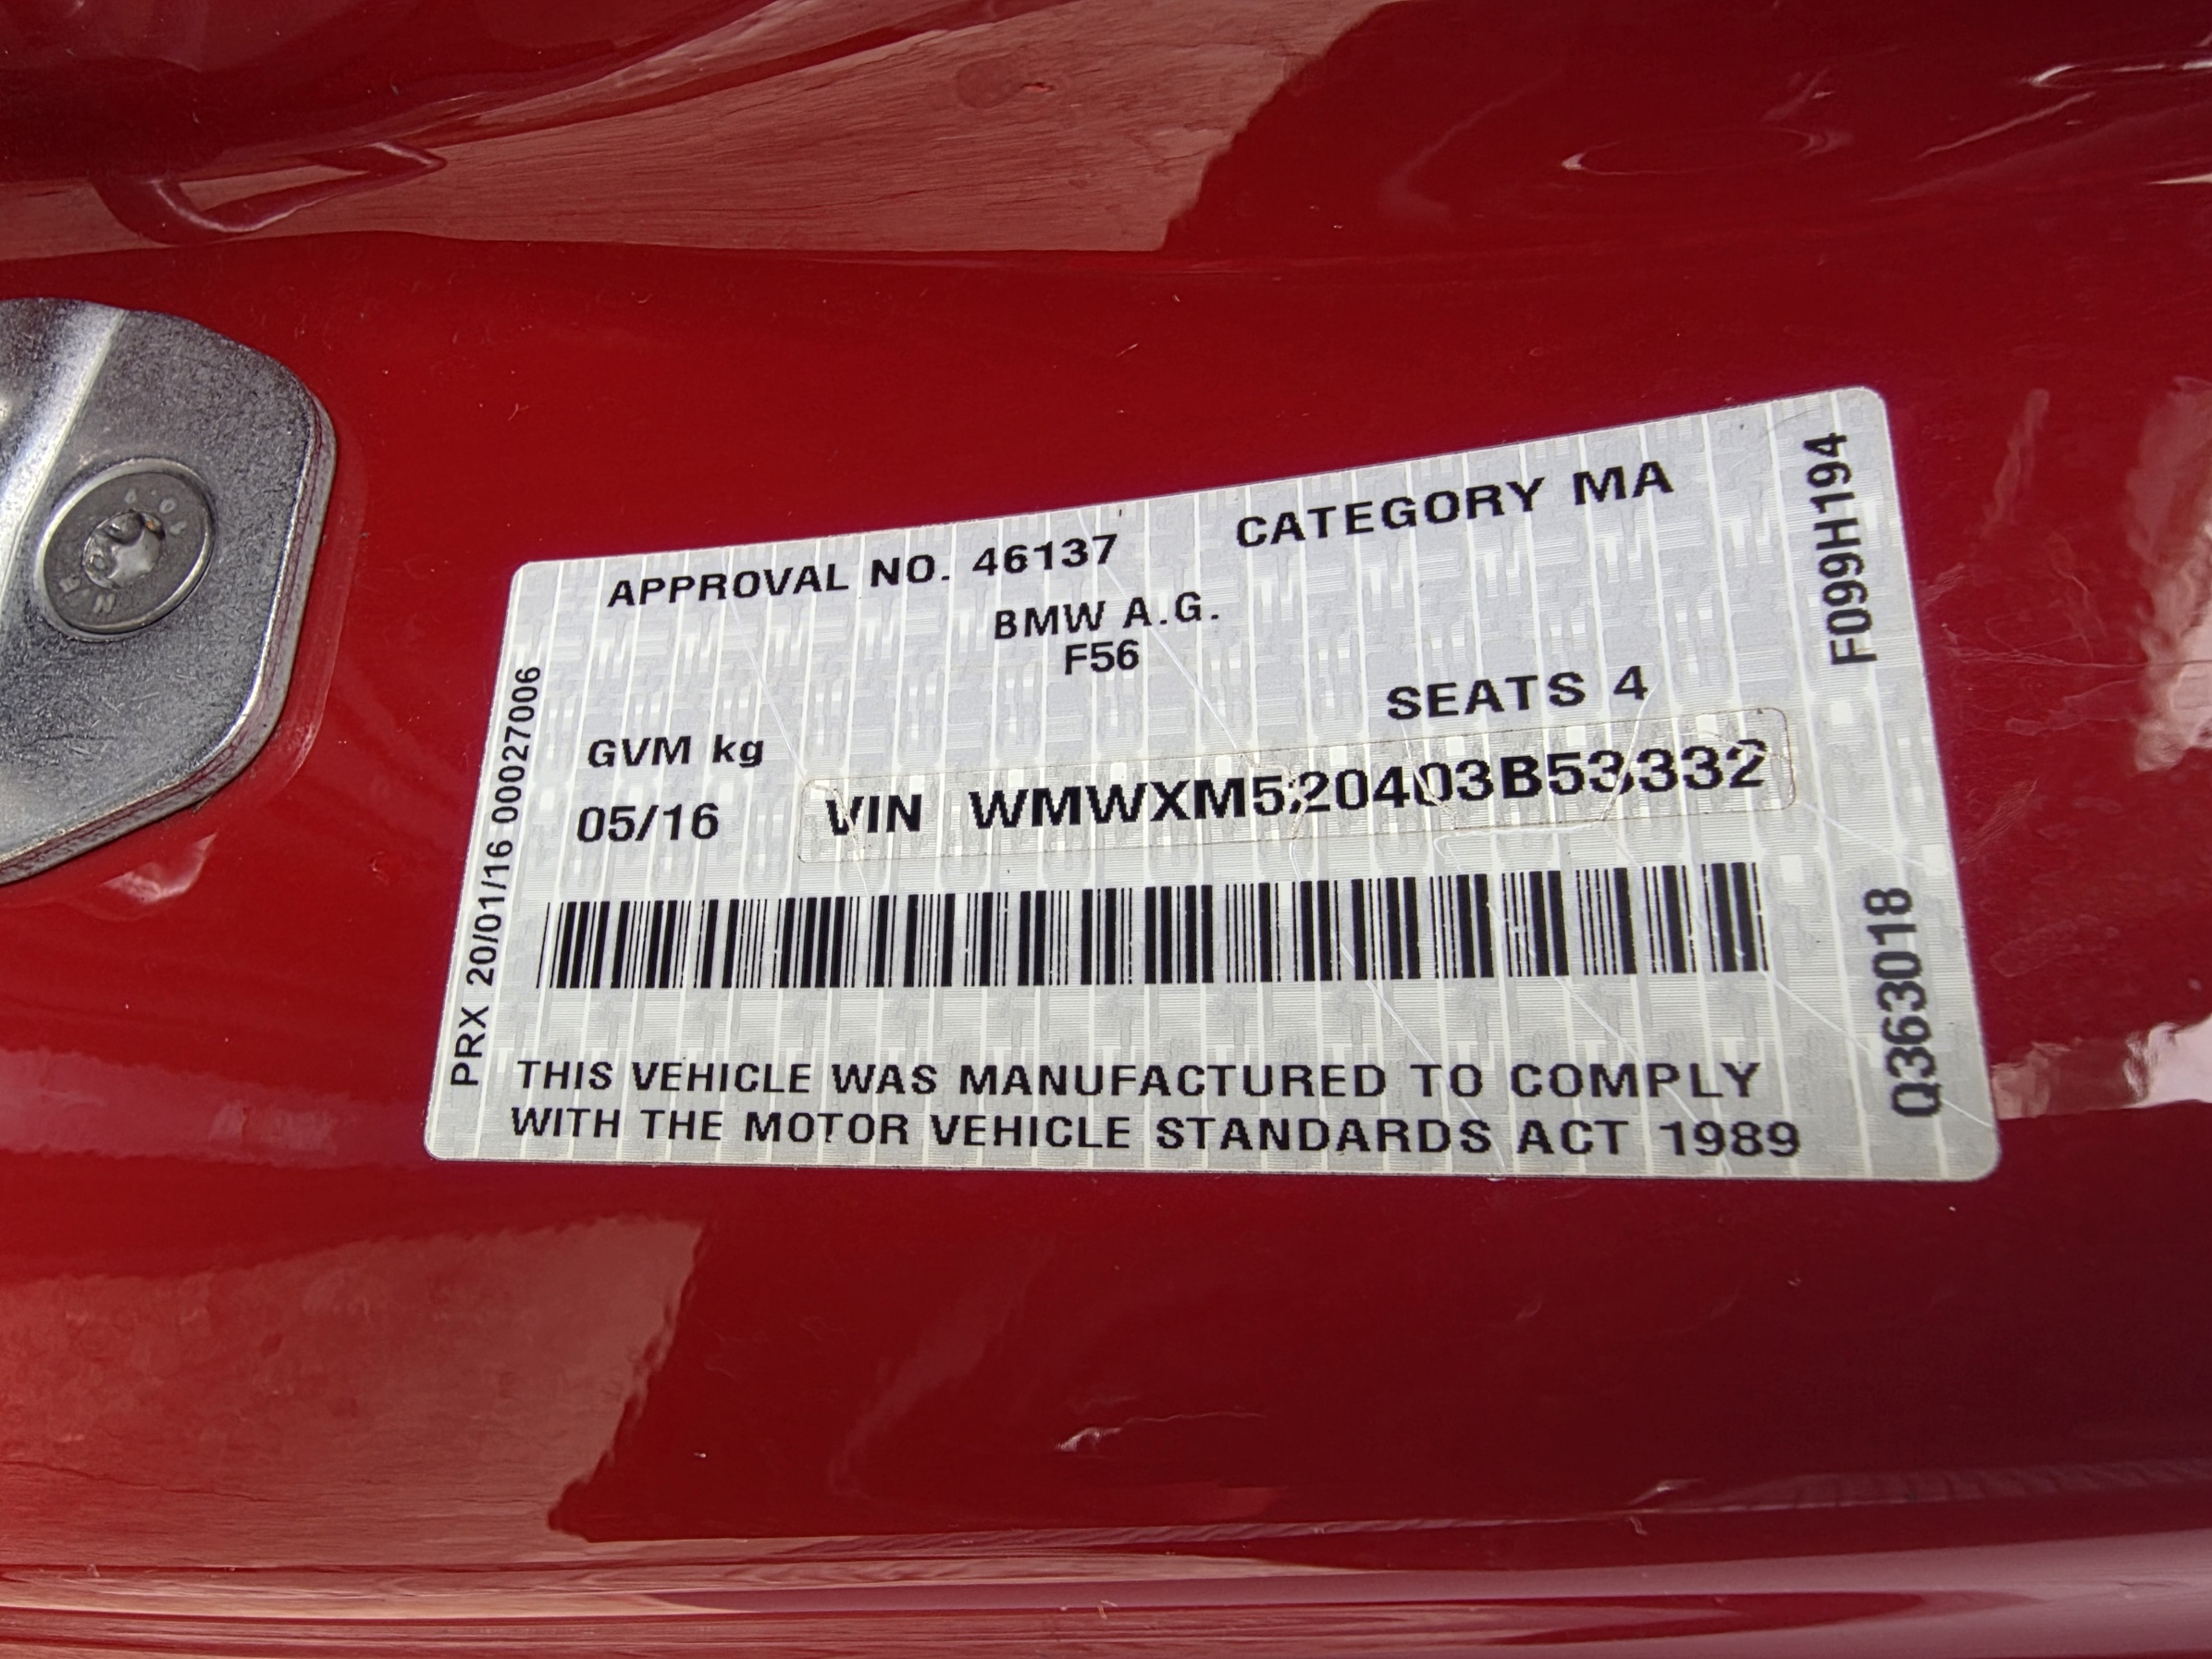 APPROVAL NO. 46137 CATEGORY MA
BMW A.G.
F56
SEATS 4
GVM kg
05/16 VIN WMWXM520403B53332
THIS VEHICLE WAS MANUFACTURED TO COMPLY
WITH THE MOTOR VEHICLE STANDARDS ACT 1989
PRX 20/01/16 000027006
F099H194
Q363018